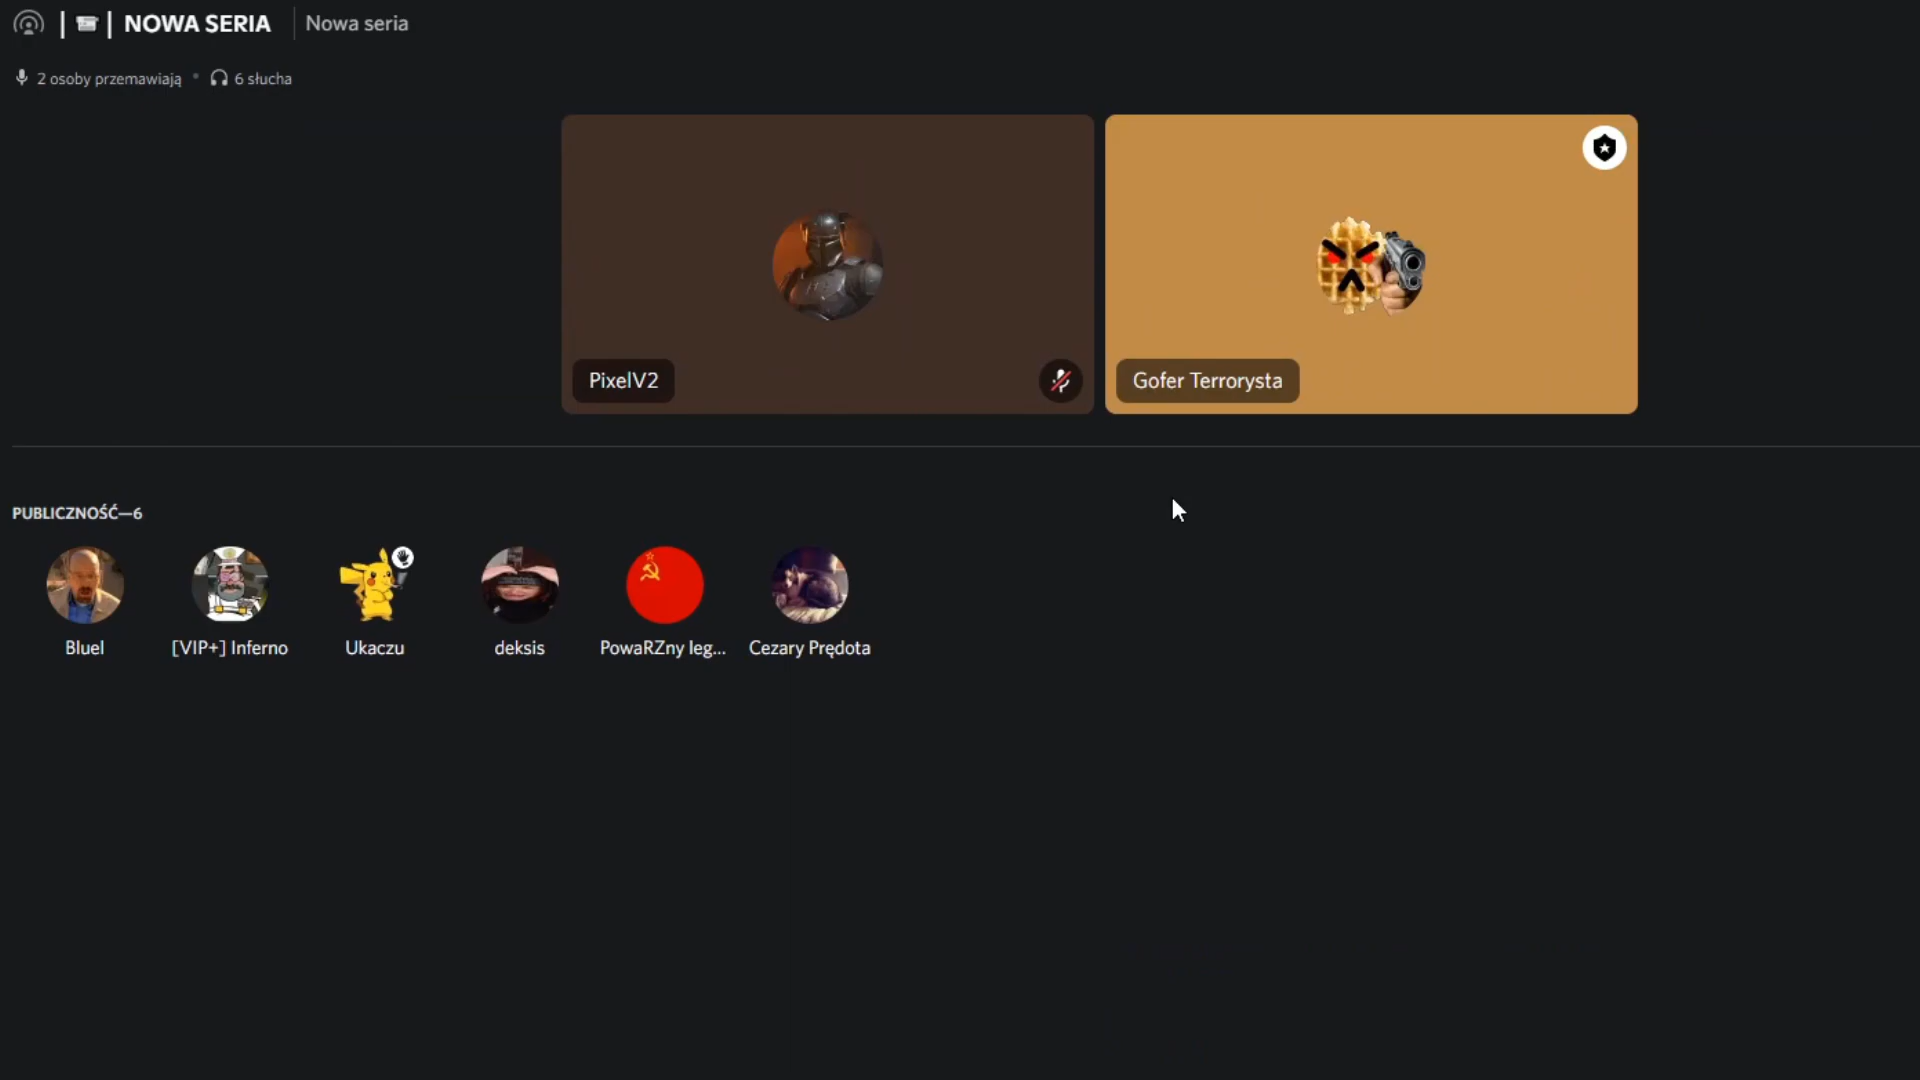 | | NOWA SERIA Nowa seria
2 osoby przemawiają • 6 słucha
PixelV2
Gofer Terrorysta
PUBLICZNOŚĆ—6
Bluel
[VIP+] Inferno
Ukaczu
deksis
PowaRZny leg...
Cezary Prędota